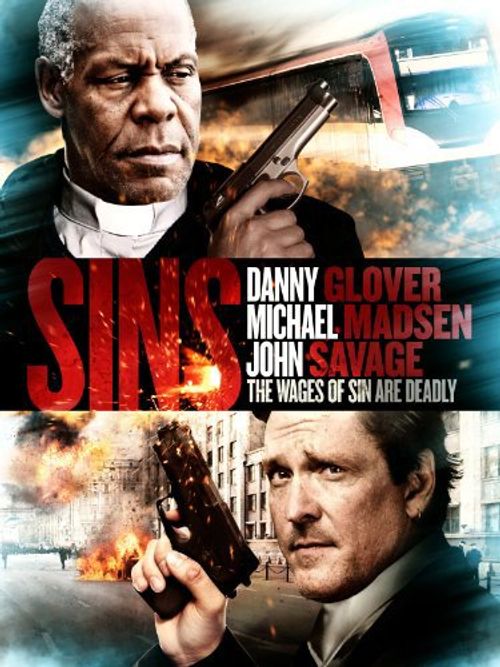 SINS
DANNY GLOVER
MICHAEL MADSEN
JOHN SAVAGE
THE WAGES OF SIN ARE DEADLY